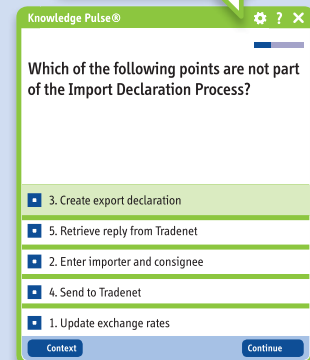 Knowledge Pulse®
?
Which of the following points are not part
of the Import Declaration Process?
3. Create export declaration
5. Retrieve reply from Tradenet
2. Enter importer and consignee
4. Send to Tradenet
1. Update exchange rates
Context Continue